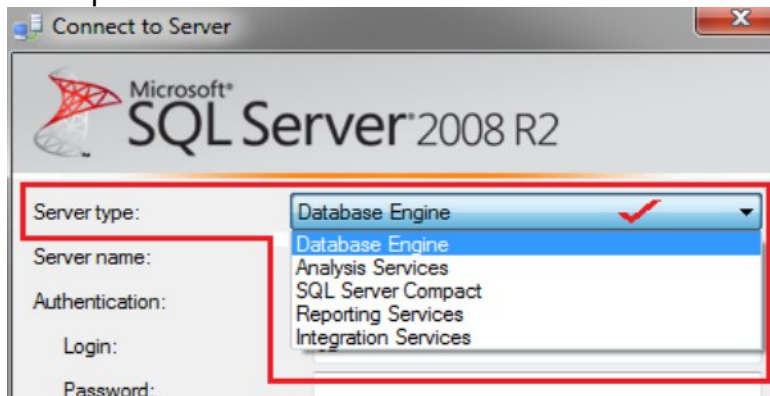 Connect to Server
Microsoft®
SQL Server® 2008 R2
Server type:
Database Engine
Server name:
Database Engine
Analysis Services
Authentication:
SQL Server Compact
Reporting Services
Login:
Integration Services
Password: